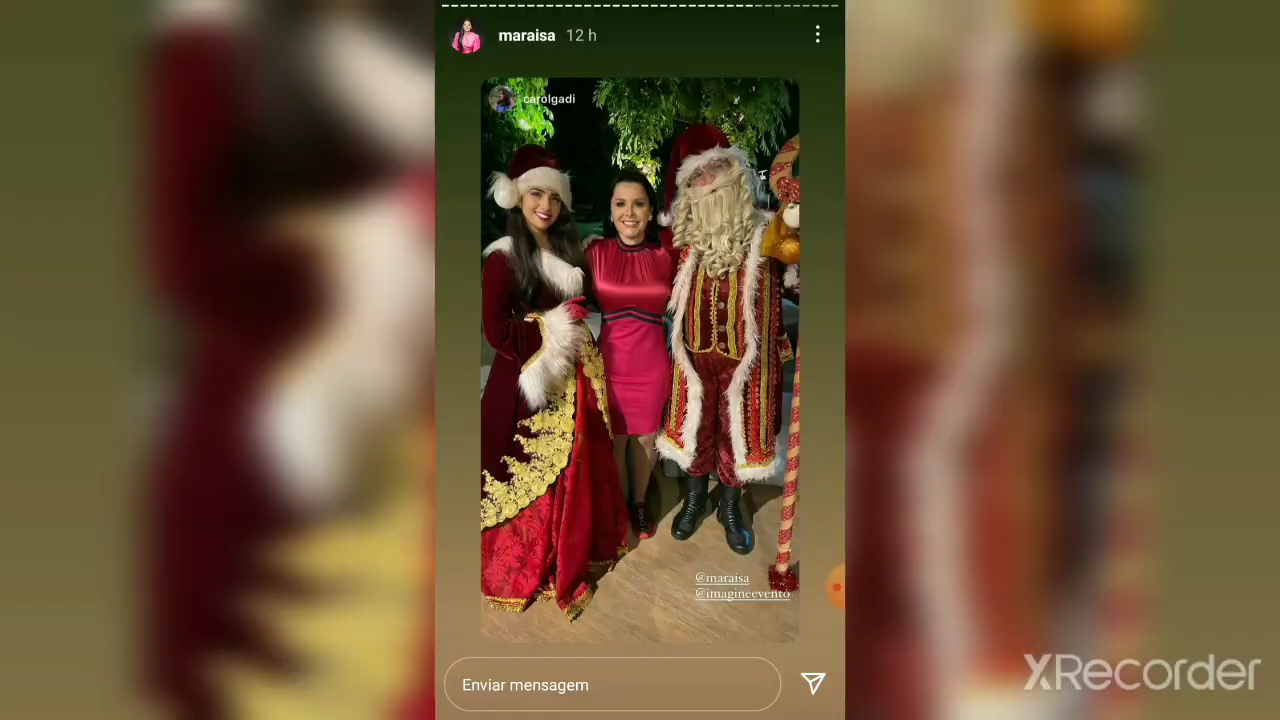 maraisa 12 h
carolgadi
@maraisa
@imagineevento
Enviar mensagem
XRecorder